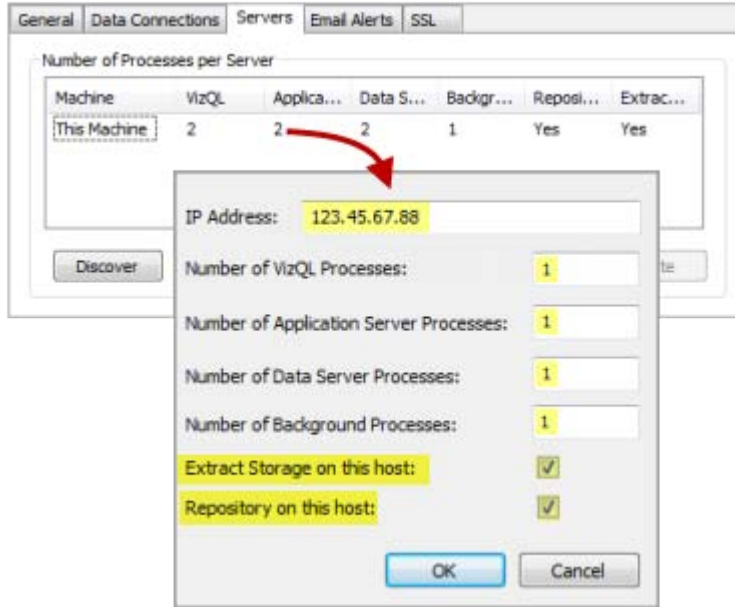 General Data Connections Servers Email Alerts SSL
Number of Processes per Server
Machine VizQL Applica... Data S... Backgr... Reposi... Extrac...
This Machine 2 2 2 1 Yes Yes
IP Address: 123.45.67.88
Discover
Number of VizQL Processes: 1
Number of Application Server Processes: 1
Number of Data Server Processes: 1
Number of Background Processes: 1
Extract Storage on this host:
Repository on this host:
OK Cancel